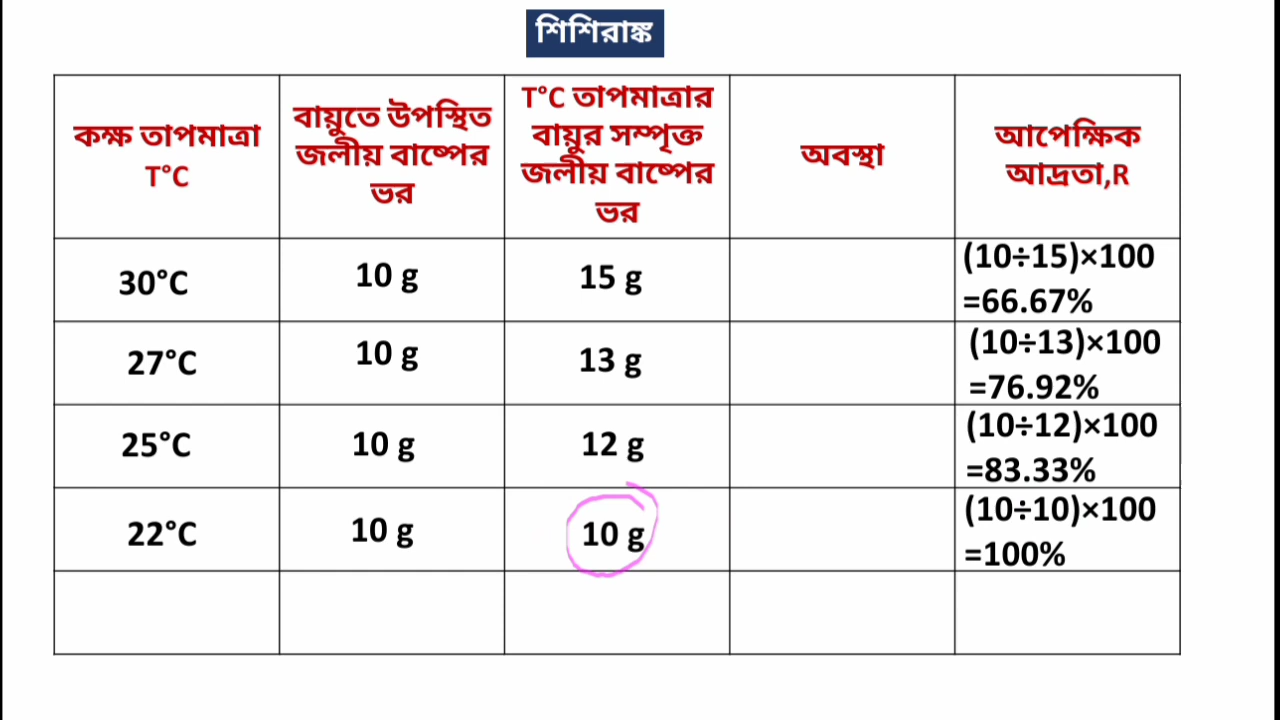 শিশিরাঙ্ক
কক্ষ তাপমাত্রা
T°C
বায়ুতে উপস্থিত
জলীয় বাষ্পের
ভর
T°C তাপমাত্রার
বায়ুর সম্পৃক্ত
জলীয় বাষ্পের
ভর
অবস্থা
আপেক্ষিক
আদ্রতা,R
30°C
10 g
15 g
(10÷15)×100
=66.67%
27°C
10 g
13 g
(10÷13)×100
=76.92%
25°C
10 g
12 g
(10÷12)×100
=83.33%
22°C
10 g
10 g
(10÷10)×100
=100%